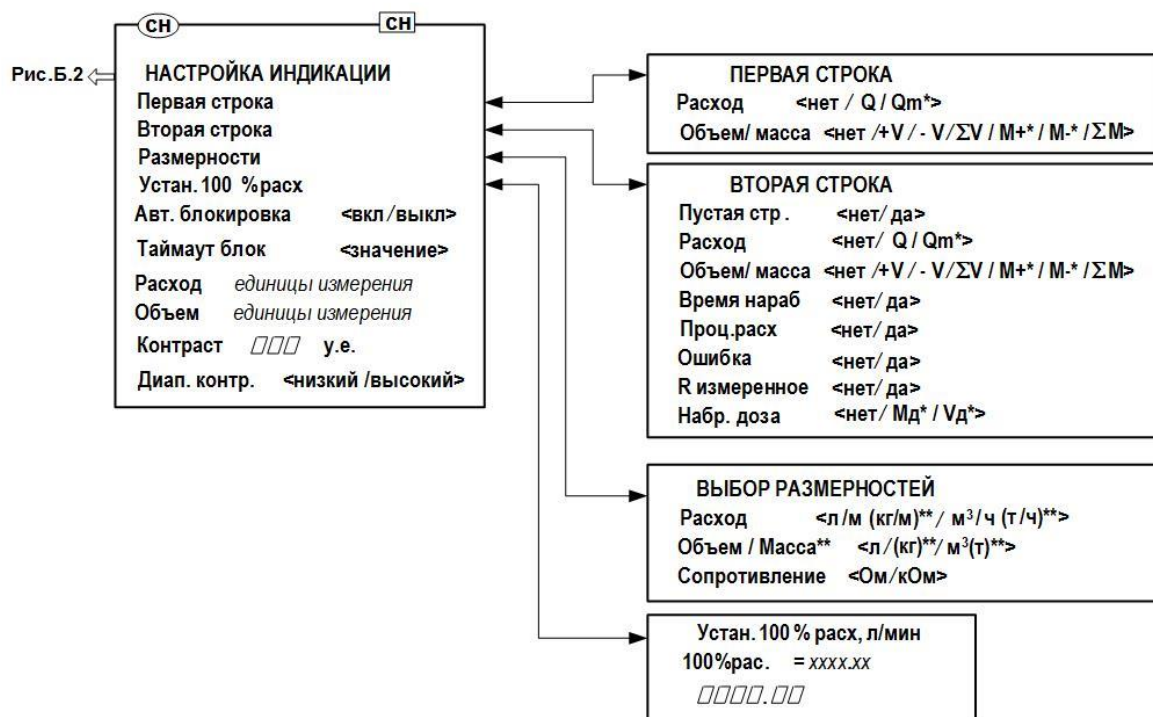 СН
СН
Рис.Б.2
НАСТРОЙКА ИНДИКАЦИИ
Первая строка
Вторая строка
Размерности
Устан.100 %расх
Авт. блокировка <вкл/выкл>
Таймаут блок <значение>
Расход единицы измерения
Объем единицы измерения
Контраст у.е.
Диап. контр. <низкий /высокий>
ПЕРВАЯ СТРОКА
Расход <нет / Q / Qm*>
Объем/ масса <нет /+V / - V/ΣV / M+* / M-* / ΣM>
ВТОРАЯ СТРОКА
Пустая стр . <нет/ да>
Расход <нет/ Q / Qm*>
Объем/ масса <нет /+V / - V/ΣV / M+* / M-* / ΣM>
Время нараб <нет/ да>
Проц.расх <нет/ да>
Ошибка <нет/ да>
R измеренное <нет/ да>
Набр. доза <нет/ Mд* / Vд*>
ВЫБОР РАЗМЕРНОСТЕЙ
Расход <л /м (кг/м)**/ м³/ч (т/ч)**>
Объем / Масса** <л /(кг)**/ м³(т)**>
Сопротивление <Ом/кОм>
Устан.100 % расх, л/мин
100%рас. = xxxx.xx